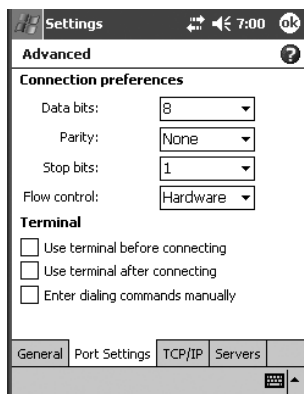 Settings 7:00 ok
Advanced ?
Connection preferences
Data bits: 8
Parity: None
Stop bits: 1
Flow control: Hardware
Terminal
Use terminal before connecting
Use terminal after connecting
Enter dialing commands manually
General Port Settings TCP/IP Servers